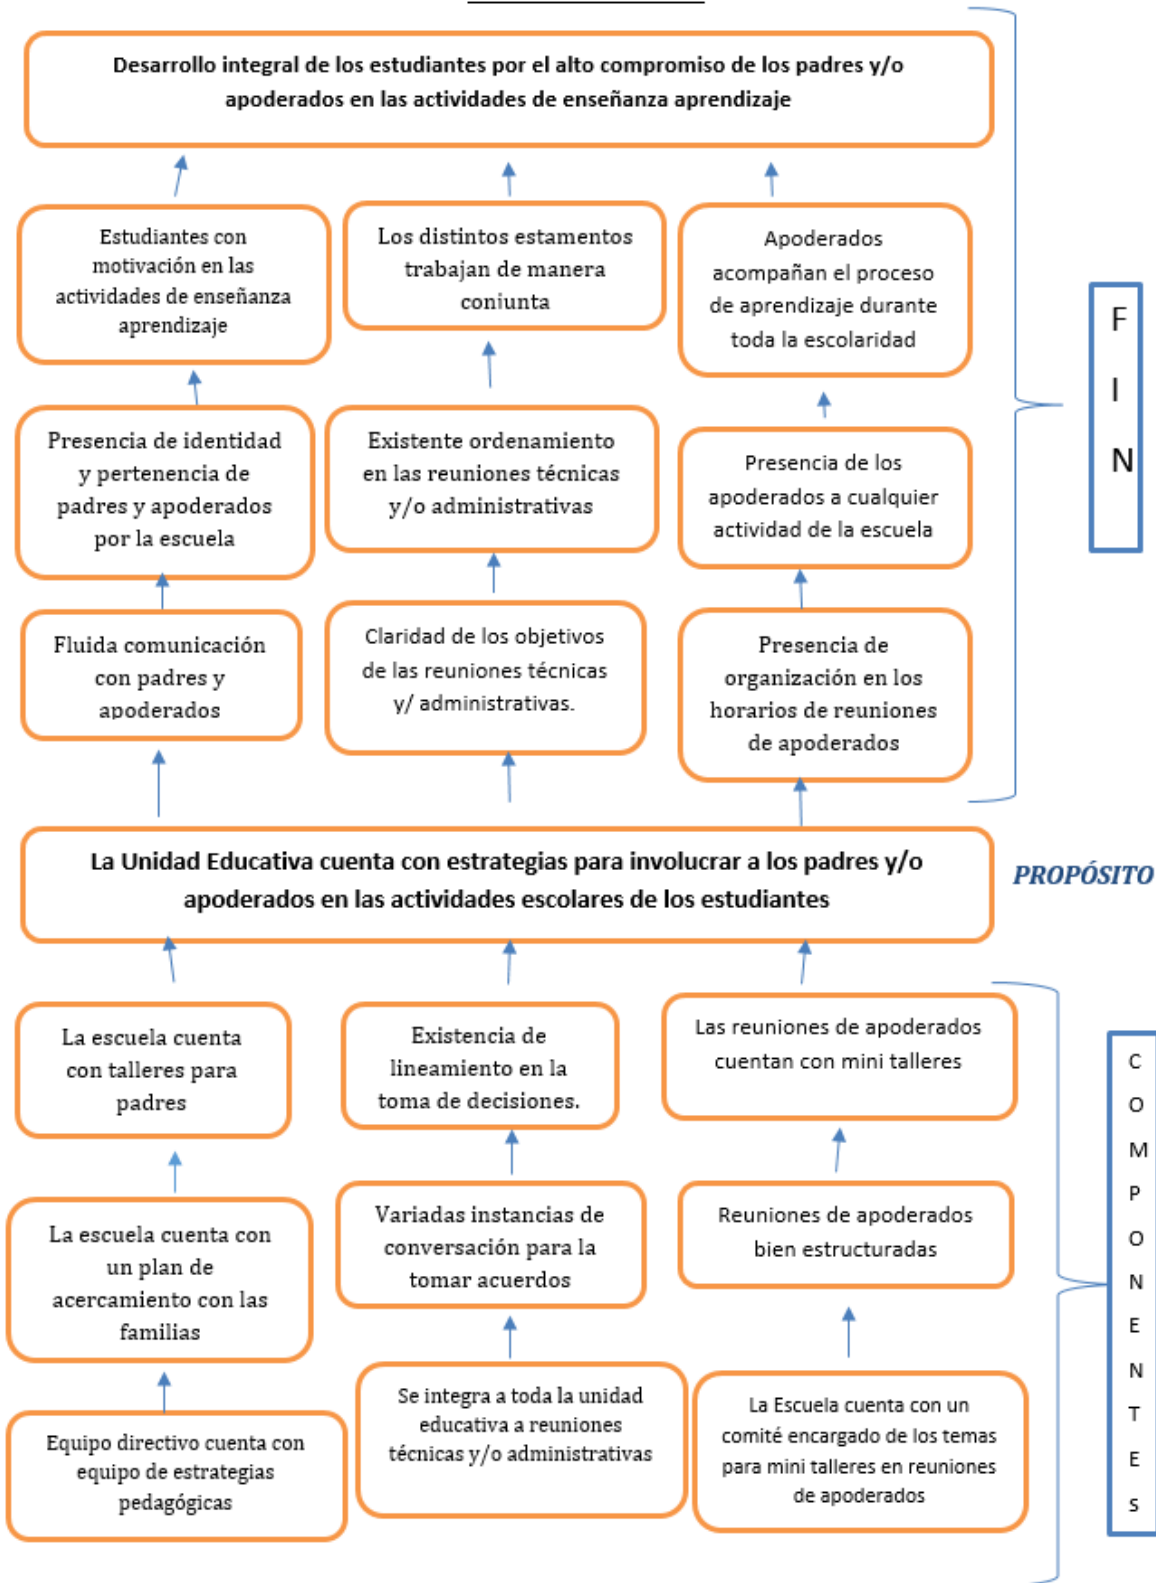 Desarrollo integral de los estudiantes por el alto compromiso de los padres y/o
apoderados en las actividades de enseñanza aprendizaje
Estudiantes con
motivación en las
actividades de enseñanza
aprendizaje
Los distintos estamentos
trabajan de manera
coniunta
Apoderados
acompañan el proceso
de aprendizaje durante
toda la escolaridad
F
I
N
Presencia de identidad
y pertenencia de
padres y apoderados
por la escuela
Existente ordenamiento
en las reuniones técnicas
y/o administrativas
Presencia de los
apoderados a cualquier
actividad de la escuela
Fluida comunicación
con padres y
apoderados
Claridad de los objetivos
de las reuniones técnicas
y/ administrativas.
Presencia de
organización en los
horarios de reuniones
de apoderados
La Unidad Educativa cuenta con estrategias para involucrar a los padres y/o
apoderados en las actividades escolares de los estudiantes
PROPÓSITO
La escuela cuenta
con talleres para
padres
Existencia de
lineamiento en la
toma de decisiones.
Las reuniones de apoderados
cuentan con mini talleres
La escuela cuenta con
un plan de
acercamiento con las
familias
Variadas instancias de
conversación para la
tomar acuerdos
Reuniones de apoderados
bien estructuradas
Equipo directivo cuenta con
equipo de estrategias
pedagógicas
Se integra a toda la unidad
educativa a reuniones
técnicas y/o administrativas
La Escuela cuenta con un
comité encargado de los temas
para mini talleres en reuniones
de apoderados
C
O
M
P
O
N
E
N
T
E
s